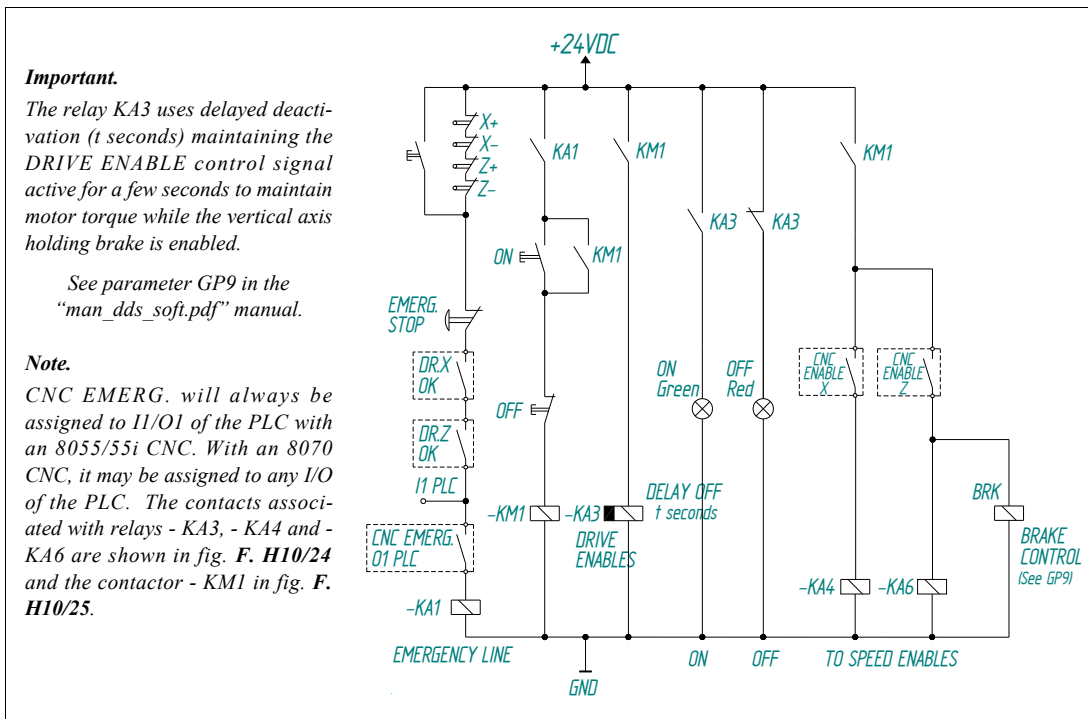 Important.
The relay KA3 uses delayed deacti-
vation (t seconds) maintaining the
DRIVE ENABLE control signal
active for a few seconds to maintain
motor torque while the vertical axis
holding brake is enabled.
See parameter GP9 in the
“man_dds_soft.pdf” manual.
Note.
CNC EMERG. will always be
assigned to I1/O1 of the PLC with
an 8055/55i CNC. With an 8070
CNC, it may be assigned to any I/O
of the PLC. The contacts associ-
ated with relays - KA3, - KA4 and -
KA6 are shown in fig. F. H10/24
and the contactor - KM1 in fig. F.
H10/25.
+24VDC
X+
X-
Z+
Z-
EMERG.
STOP
DR.X
OK
DR.Z
OK
I1 PLC
CNC EMERG.
O1 PLC
-KA1
EMERGENCY LINE
KA1
ON
KM1
OFF
-KM1
KM1
-KA3
DELAY OFF
t seconds
DRIVE
ENABLES
GND
KA3
ON
Green
ON
KA3
OFF
Red
OFF
KM1
CNC
ENABLE
X
CNC
ENABLE
Z
-KA4
-KA6
TO SPEED ENABLES
BRK
BRAKE
CONTROL
(See GP9)